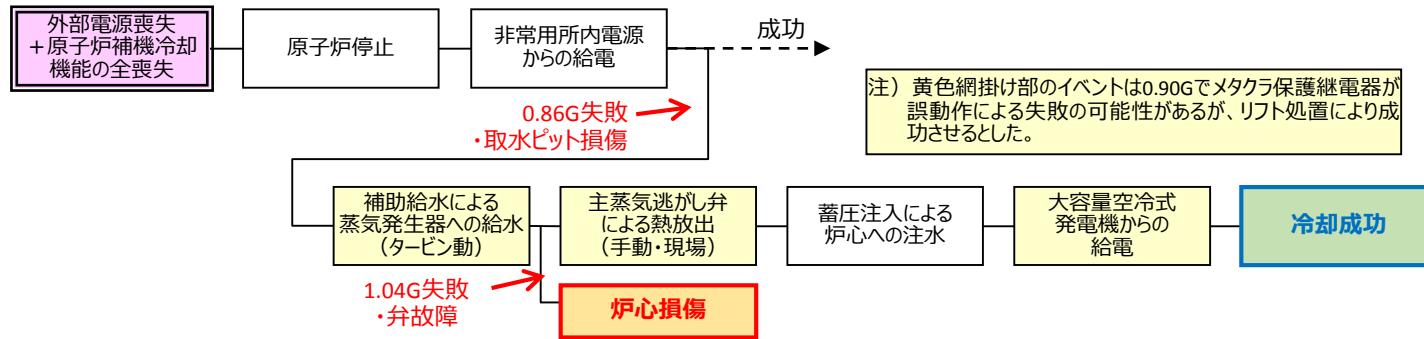 外部電源喪失
＋原子炉補機冷却
機能の全喪失
原子炉停止
非常用所内電源
からの給電
成功
注）黄色網掛け部のイベントは0.90Gでメタクラ保護継電器が
誤動作による失敗の可能性があるが、リフト処置により成
功させるとした。
0.86G失敗
・取水ピット損傷
補助給水による
蒸気発生器への給水
（タービン動）
主蒸気逃がし弁
による熱放出
（手動・現場）
蓄圧注入による
炉心への注水
大容量空冷式
発電機からの
給電
冷却成功
1.04G失敗
・弁故障
炉心損傷